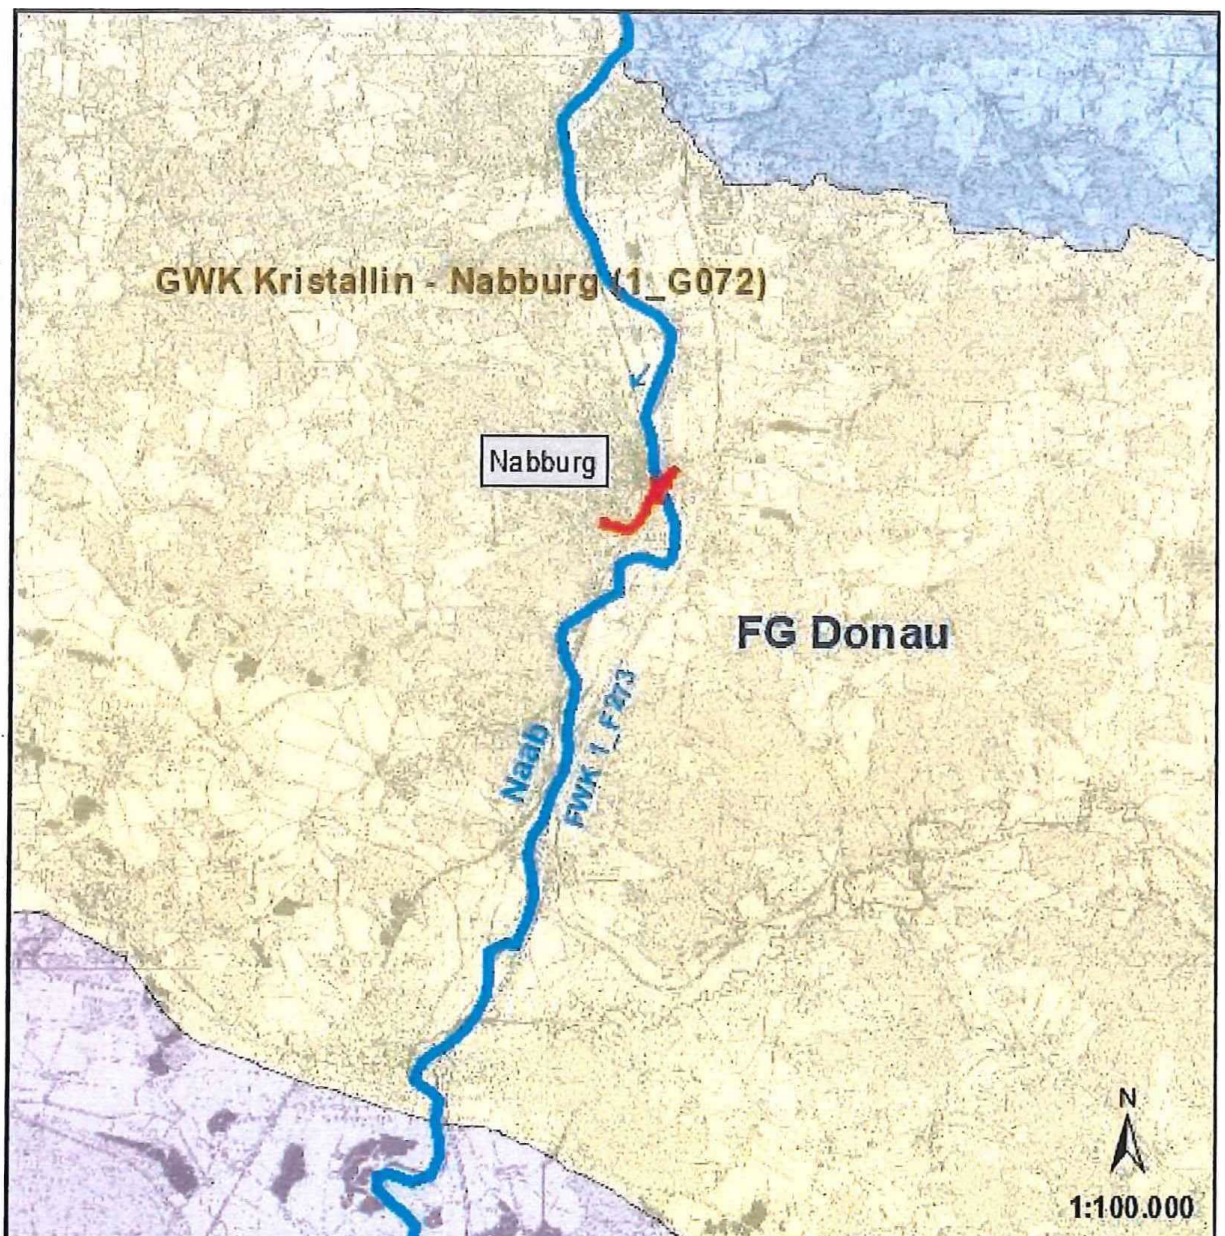 GWK Kristallin - Nabburg (1_G072)
Nabburg
FG Donau
Naab
FWK 1_F273
N
1:100.000